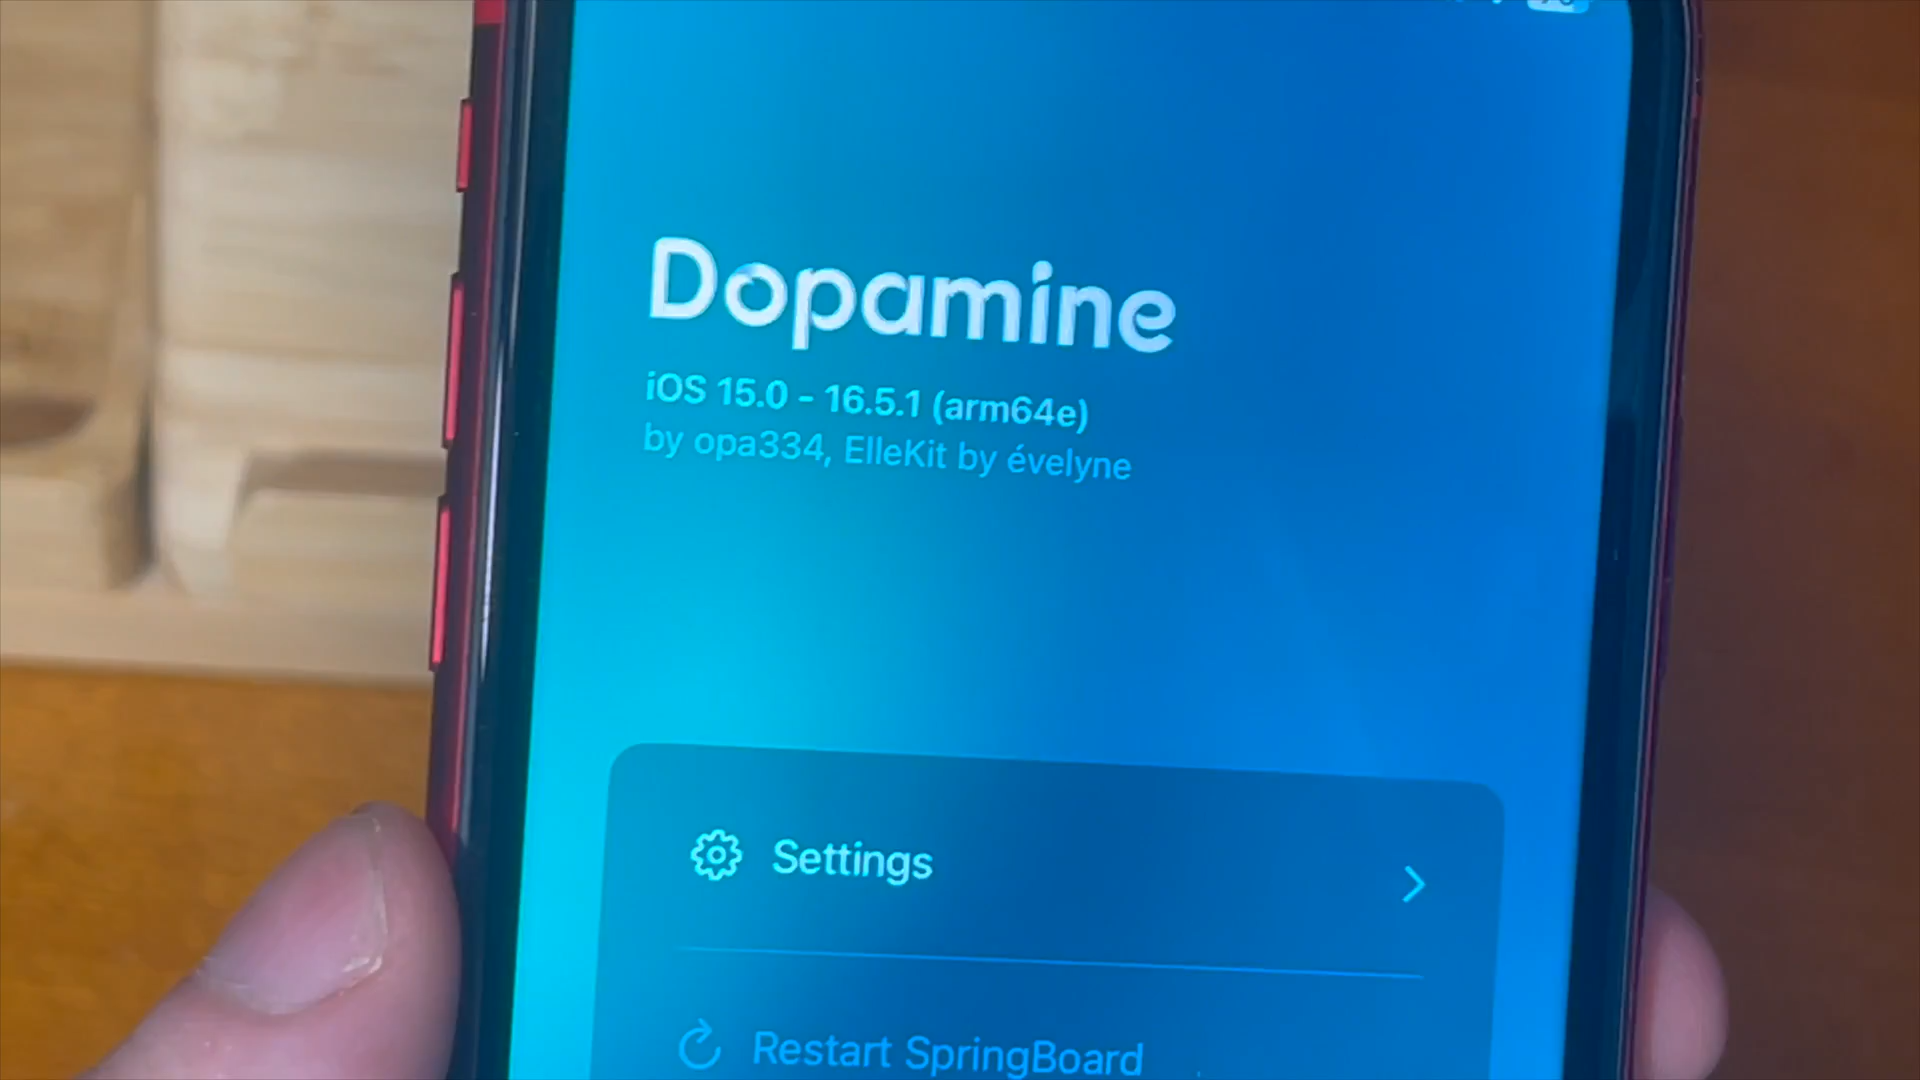 Dopamine
iOS 15.0 - 16.5.1 (arm64e)
by opa334, ElleKit by évelyne
Settings
Restart SpringBoard